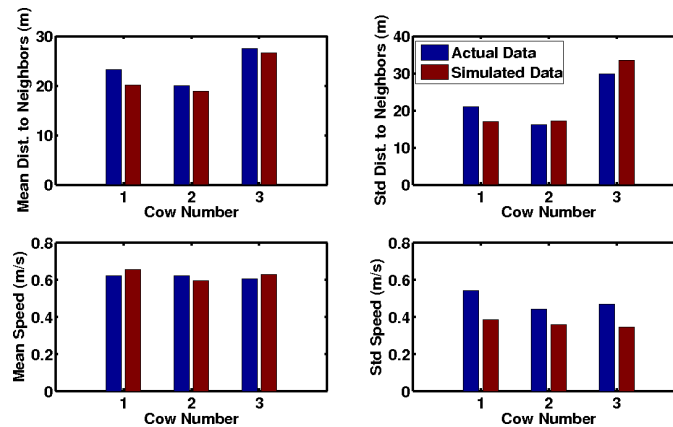 Mean Dist. to Neighbors (m)
30
20
10
0
1 2 3
Cow Number
Std Dist. to Neighbors (m)
40
30
20
10
0
Actual Data
Simulated Data
1 2 3
Cow Number
Mean Speed (m/s)
0.8
0.6
0.4
0.2
0
1 2 3
Cow Number
Std Speed (m/s)
0.8
0.6
0.4
0.2
0
1 2 3
Cow Number